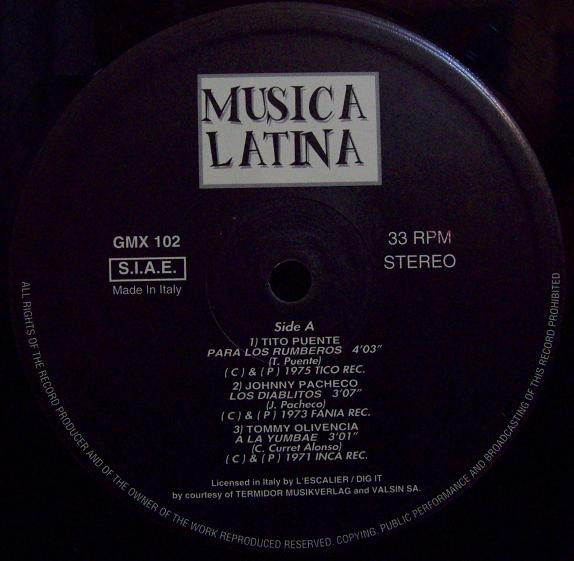 MUSICA
LATINA
GMX 102
S.I.A.E.
Made In Italy
33 RPM
STEREO
Side A
1) TITO PUENTE
PARA LOS RUMBEROS 4'03"
(T. Puente)
( C ) & ( P ) 1975 TICO REC.
2) JOHNNY PACHECO
LOS DIABLITOS 3'07"
(J. Pacheco)
( C ) & ( P ) 1973 FANIA REC.
3) TOMMY OLIVENCIA
A LA YUMBAE 3'01"
(C. Curret Alonso)
( C ) & ( P ) 1971 INCA REC.
Licensed in Italy by L'ESCALIER / DIG IT
by courtesy of TERMIDOR MUSIKVERLAG and VALSIN SA.
ALL RIGHTS OF THE RECORD PRODUCER AND OF THE OWNER OF THE WORK REPRODUCED RESERVED. COPYING, PUBLIC PERFORMANCE AND BROADCASTING OF THIS RECORD PROHIBITED